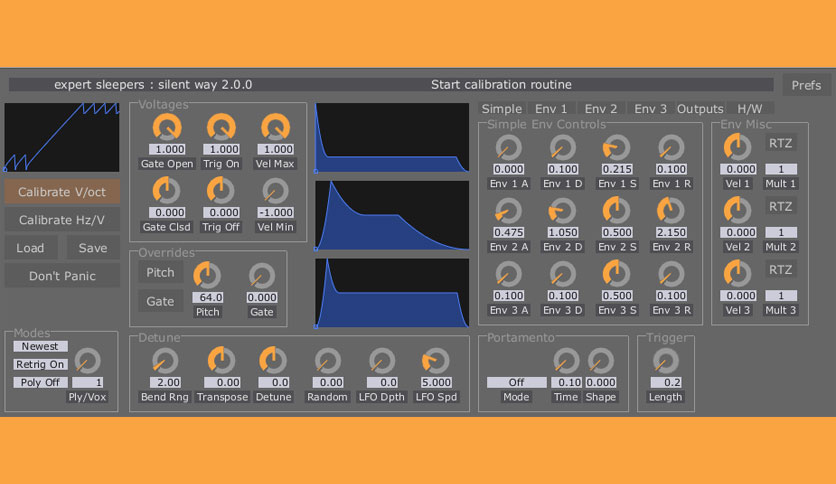 expert sleepers : silent way 2.0.0
Start calibration routine
Prefs
Calibrate V/oct
Calibrate Hz/V
Load
Save
Don't Panic
Voltages
1.000 1.000 1.000
Gate Open Trig On Vel Max
0.000 0.000 -1.000
Gate Clsd Trig Off Vel Min
Overrides
Pitch
Gate
64.0 0.000
Pitch Gate
Simple Env 1 Env 2 Env 3 Outputs H/W
Simple Env Controls
0.000 0.100 0.215 0.100
Env 1 A Env 1 D Env 1 S Env 1 R
0.475 1.050 0.500 2.150
Env 2 A Env 2 D Env 2 S Env 2 R
0.100 0.100 0.500 0.100
Env 3 A Env 3 D Env 3 S Env 3 R
Env Misc
RTZ
0.000 1
Vel 1 Mult 1
RTZ
0.000 1
Vel 2 Mult 2
RTZ
0.000 1
Vel 3 Mult 3
Modes
Newest
Retrig On
Poly Off 1
Ply/Vox
Detune
2.00 0.00 0.0 0.00 0.0 5.000
Bend Rng Transpose Detune Random LFO Dpth LFO Spd
Portamento
Off 0.10 0.000
Mode Time Shape
Trigger
0.2
Length